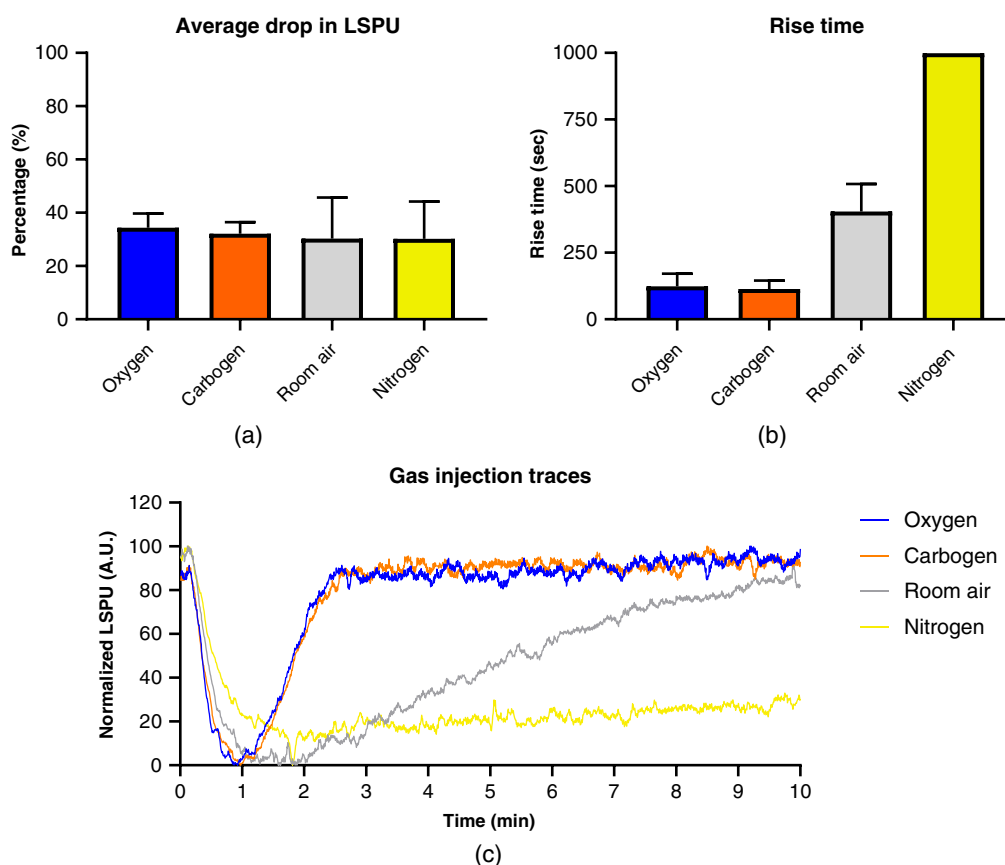 Average drop in LSPU
Percentage (%)
100
80
60
40
20
0
Oxygen
Carbogen
Room air
Nitrogen
(a)
Rise time
Rise time (sec)
1000
750
500
250
0
Oxygen
Carbogen
Room air
Nitrogen
(b)
Gas injection traces
Normalized LSPU (A.U.)
120
100
80
60
40
20
0
0 1 2 3 4 5 6 7 8 9 10
Time (min)
Oxygen
Carbogen
Room air
Nitrogen
(c)